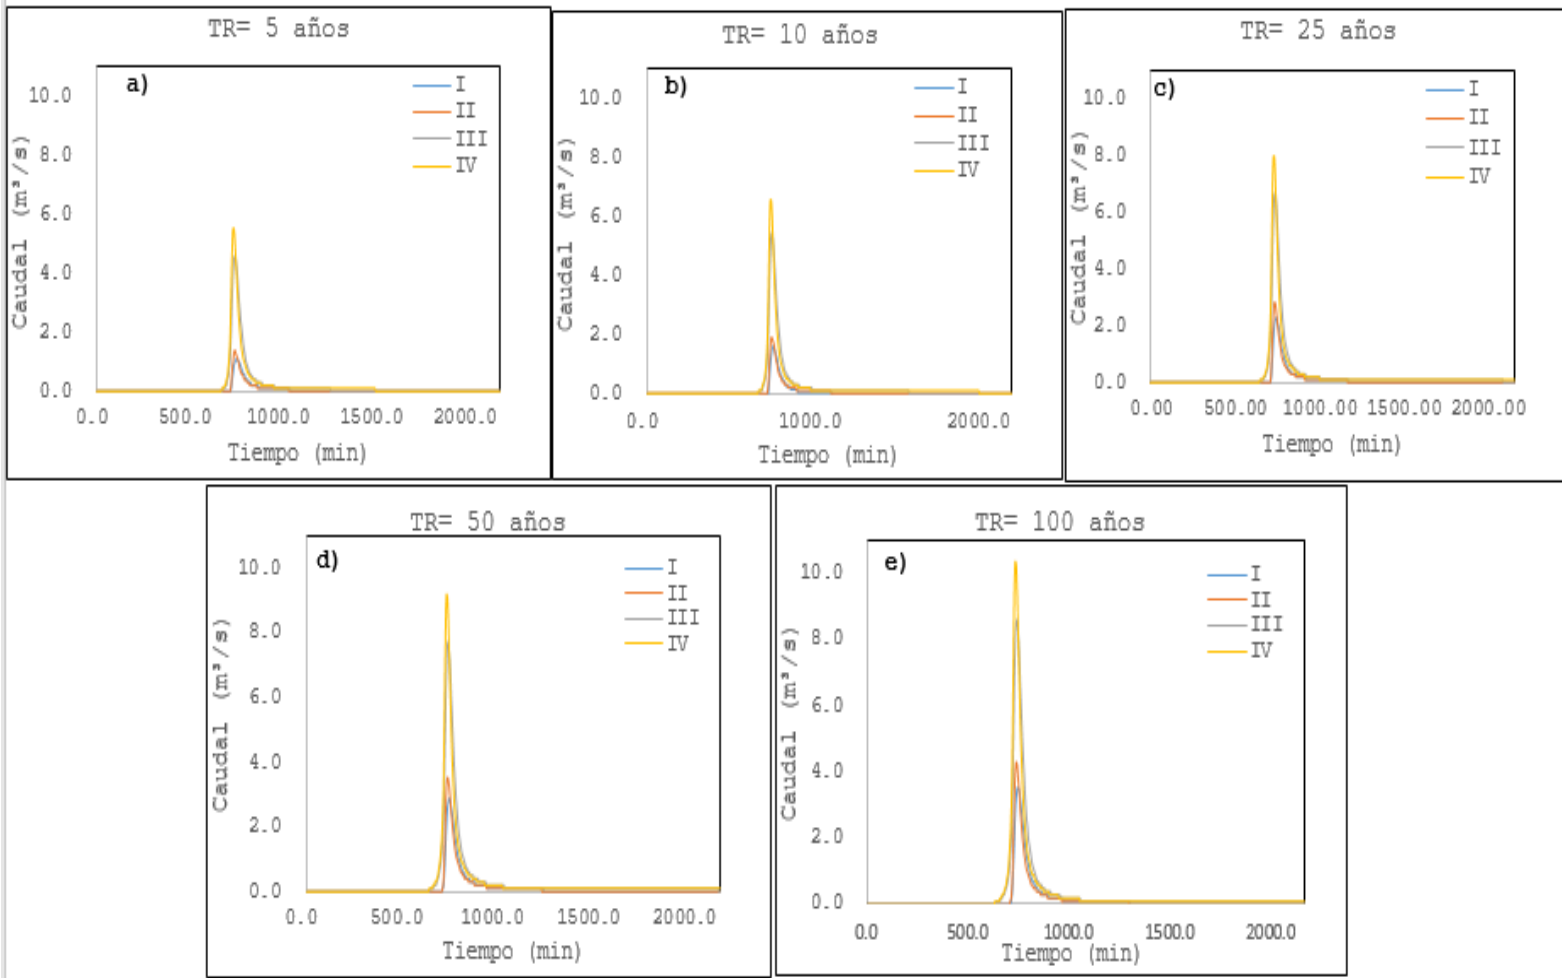 TR= 5 años
a)
I
II
III
IV
Caudal (m³/s)
10.0
8.0
6.0
4.0
2.0
0.0
0.0 500.0 1000.0 1500.0 2000.0
Tiempo (min)
TR= 10 años
b)
I
II
III
IV
Caudal (m³/s)
10.0
8.0
6.0
4.0
2.0
0.0
0.0 1000.0 2000.0
Tiempo (min)
TR= 25 años
c)
I
II
III
IV
Caudal (m³/s)
10.0
8.0
6.0
4.0
2.0
0.0
0.00 500.00 1000.00 1500.00 2000.00
Tiempo (min)
TR= 50 años
d)
I
II
III
IV
Caudal (m³/s)
10.0
8.0
6.0
4.0
2.0
0.0
0.0 500.0 1000.0 1500.0 2000.0
Tiempo (min)
TR= 100 años
e)
I
II
III
IV
Caudal (m³/s)
10.0
8.0
6.0
4.0
2.0
0.0
0.0 500.0 1000.0 1500.0 2000.0
Tiempo (min)